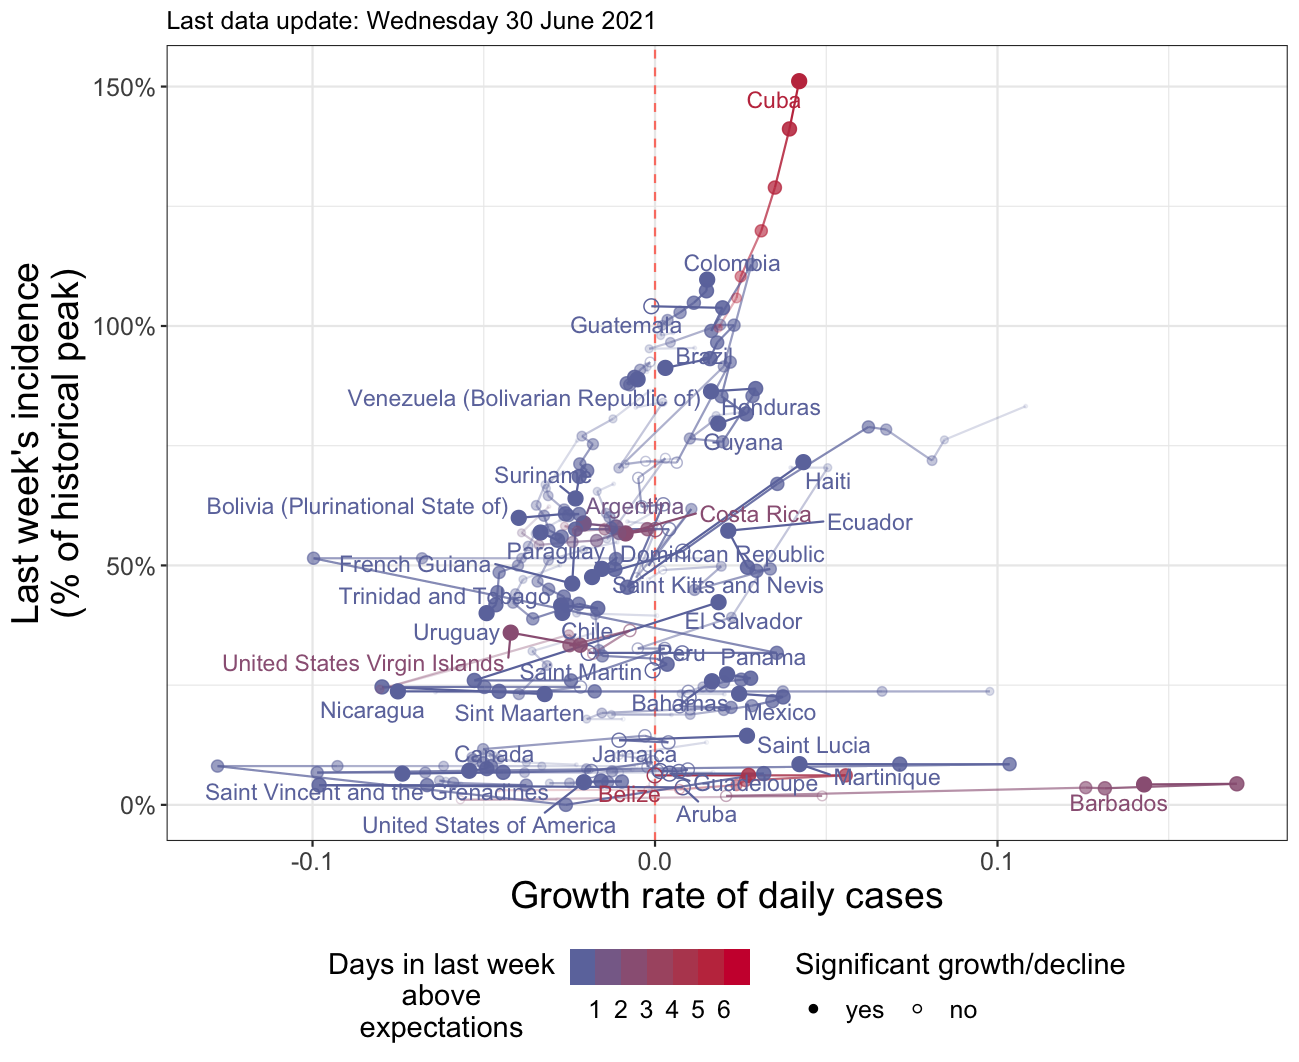 Last data update: Wednesday 30 June 2021
Last week's incidence
(% of historical peak)
150%
100%
50%
0%
Cuba
Colombia
Guatemala
Brazil
Venezuela (Bolivarian Republic of)
Honduras
Guyana
Suriname
Haiti
Bolivia (Plurinational State of)
Argentina
Costa Rica
Ecuador
Paraguay
Dominican Republic
French Guiana
Saint Kitts and Nevis
Trinidad and Tobago
El Salvador
Uruguay
Chile
United States Virgin Islands
Peru
Panama
Saint Martin
Nicaragua
Sint Maarten
Bahamas
Mexico
Canada
Jamaica
Saint Lucia
Martinique
Saint Vincent and the Grenadines
Belize
Guadeloupe
Barbados
United States of America
Aruba
-0.1
0.0
0.1
Growth rate of daily cases
Days in last week
above
expectations
1 2 3 4 5 6
Significant growth/decline
yes
no